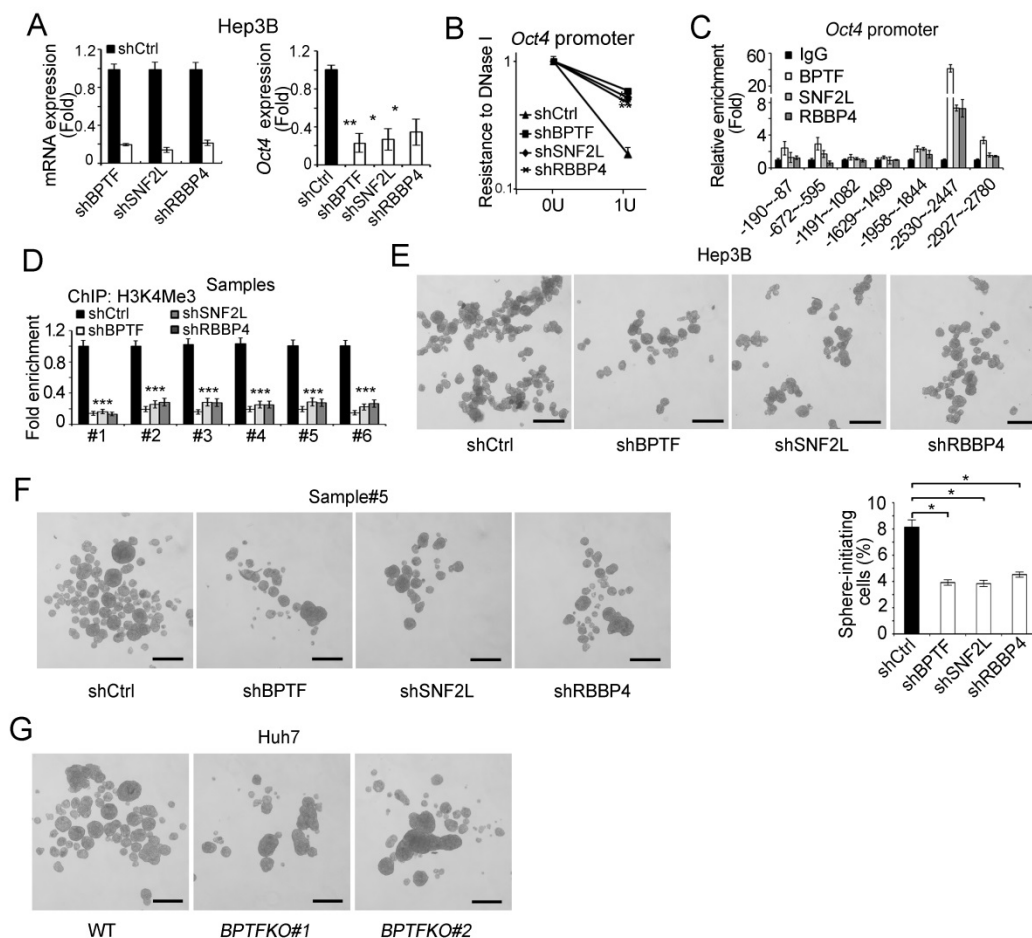 A
Hep3B
shCtrl
mRNA expression
(Fold)
1.2
0.8
0.4
0
shBPTF
shSNF2L
shRBBP4
Oct4 expression
(Fold)
1.2
0.8
0.4
0
**
*
*
shCtrl
shBPTF
shSNF2L
shRBBP4
B
Oct4 promoter
Resistance to DNase I
1
0.1
**
shCtrl
shBPTF
shSNF2L
shRBBP4
0U
1U
C
Oct4 promoter
IgG
BPTF
SNF2L
RBBP4
Relative enrichment
(Fold)
60
20
8
4
0
-190~-87
-672~-595
-1191~-1082
-1629~-1499
-1958~-1844
-2530~-2447
-2927~-2780
D
Samples
ChIP: H3K4Me3
shCtrl
shBPTF
shSNF2L
shRBBP4
Fold enrichment
1.2
0.8
0.4
0
***
***
***
***
***
***
#1
#2
#3
#4
#5
#6
E
Hep3B
shCtrl
shBPTF
shSNF2L
shRBBP4
F
Sample#5
shCtrl
shBPTF
shSNF2L
shRBBP4
Sphere-initiating
cells (%)
10
8
6
4
2
0
*
*
*
shCtrl
shBPTF
shSNF2L
shRBBP4
G
Huh7
WT
BPTFKO#1
BPTFKO#2